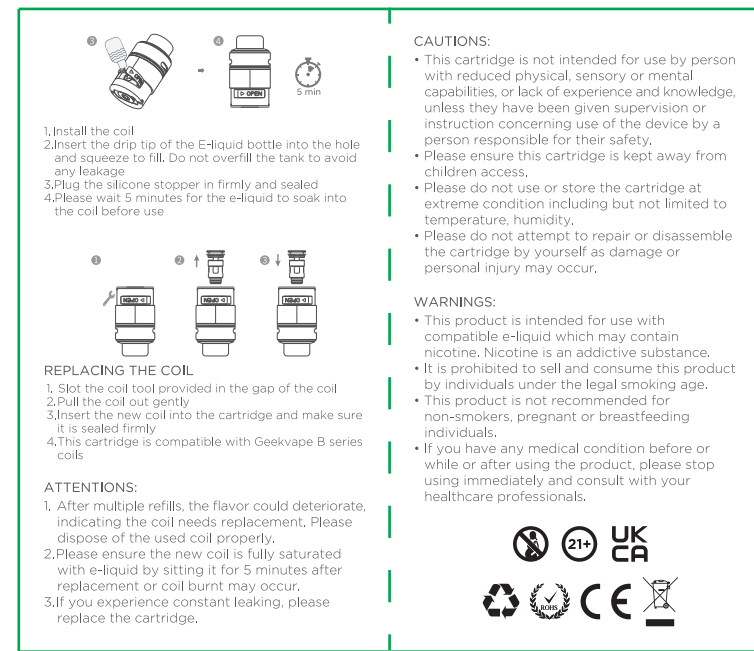 3
4
▷ OPEN
5 min
1. Install the coil
2.Insert the drip tip of the E-liquid bottle into the hole
and squeeze to fill. Do not overfill the tank to avoid
any leakage
3.Plug the silicone stopper in firmly and sealed
4.Please wait 5 minutes for the e-liquid to soak into
the coil before use
1
2
3
▷ OPEN
▷ OPEN
▷ OPEN
REPLACING THE COIL
1. Slot the coil tool provided in the gap of the coil
2.Pull the coil out gently
3.Insert the new coil into the cartridge and make sure
it is sealed firmly
4.This cartridge is compatible with Geekvape B series
coils
ATTENTIONS:
1. After multiple refills, the flavor could deteriorate,
indicating the coil needs replacement. Please
dispose of the used coil properly.
2.Please ensure the new coil is fully saturated
with e-liquid by sitting it for 5 minutes after
replacement or coil burnt may occur.
3.If you experience constant leaking, please
replace the cartridge.
CAUTIONS:
• This cartridge is not intended for use by person
with reduced physical, sensory or mental
capabilities, or lack of experience and knowledge,
unless they have been given supervision or
instruction concerning use of the device by a
person responsible for their safety.
• Please ensure this cartridge is kept away from
children access.
• Please do not use or store the cartridge at
extreme condition including but not limited to
temperature, humidity.
• Please do not attempt to repair or disassemble
the cartridge by yourself as damage or
personal injury may occur.
WARNINGS:
• This product is intended for use with
compatible e-liquid which may contain
nicotine. Nicotine is an addictive substance.
• It is prohibited to sell and consume this product
by individuals under the legal smoking age.
• This product is not recommended for
non-smokers, pregnant or breastfeeding
individuals.
• If you have any medical condition before or
while or after using the product, please stop
using immediately and consult with your
healthcare professionals.
21+
UK
CA
ROHS
CE